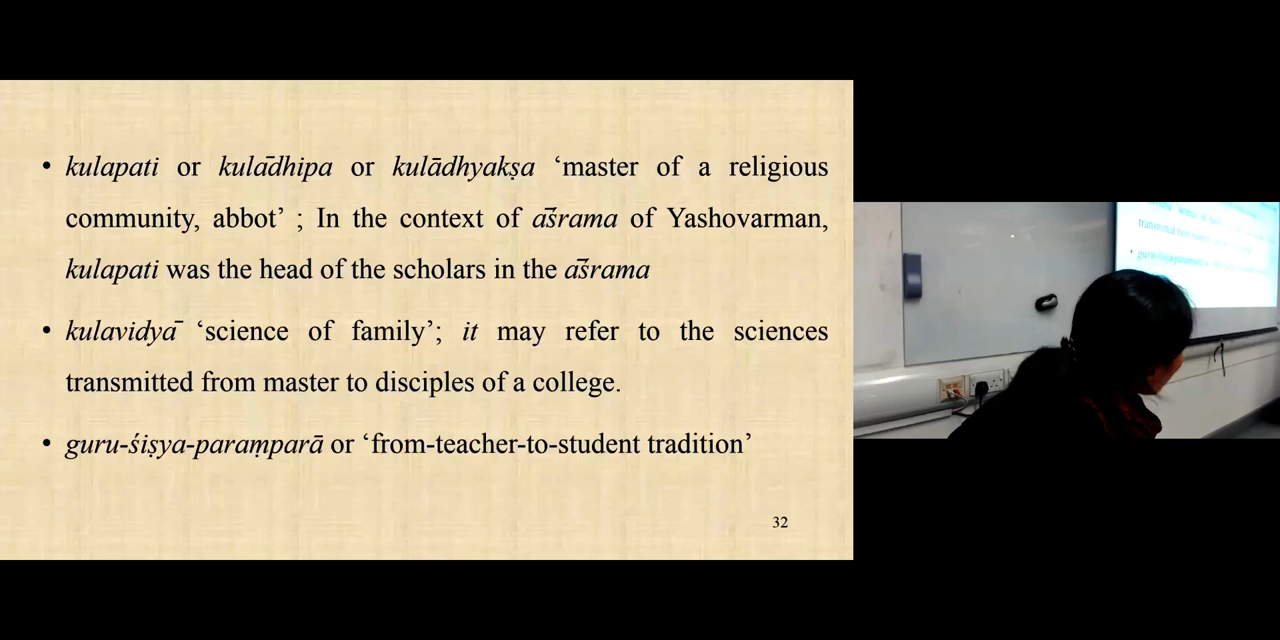 • kulapati or kulādhipa or kulādhyakṣa ‘master of a religious
community, abbot’ ; In the context of āśrama of Yashovarman,
kulapati was the head of the scholars in the āśrama
• kulavidyā ‘science of family’; it may refer to the sciences
transmitted from master to disciples of a college.
• guru-śiṣya-paraṃparā or ‘from-teacher-to-student tradition’
32